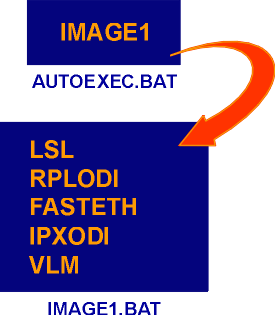 IMAGE1
AUTOEXEC.BAT
LSL
RPLODI
FASTETH
IPXODI
VLM
IMAGE1.BAT